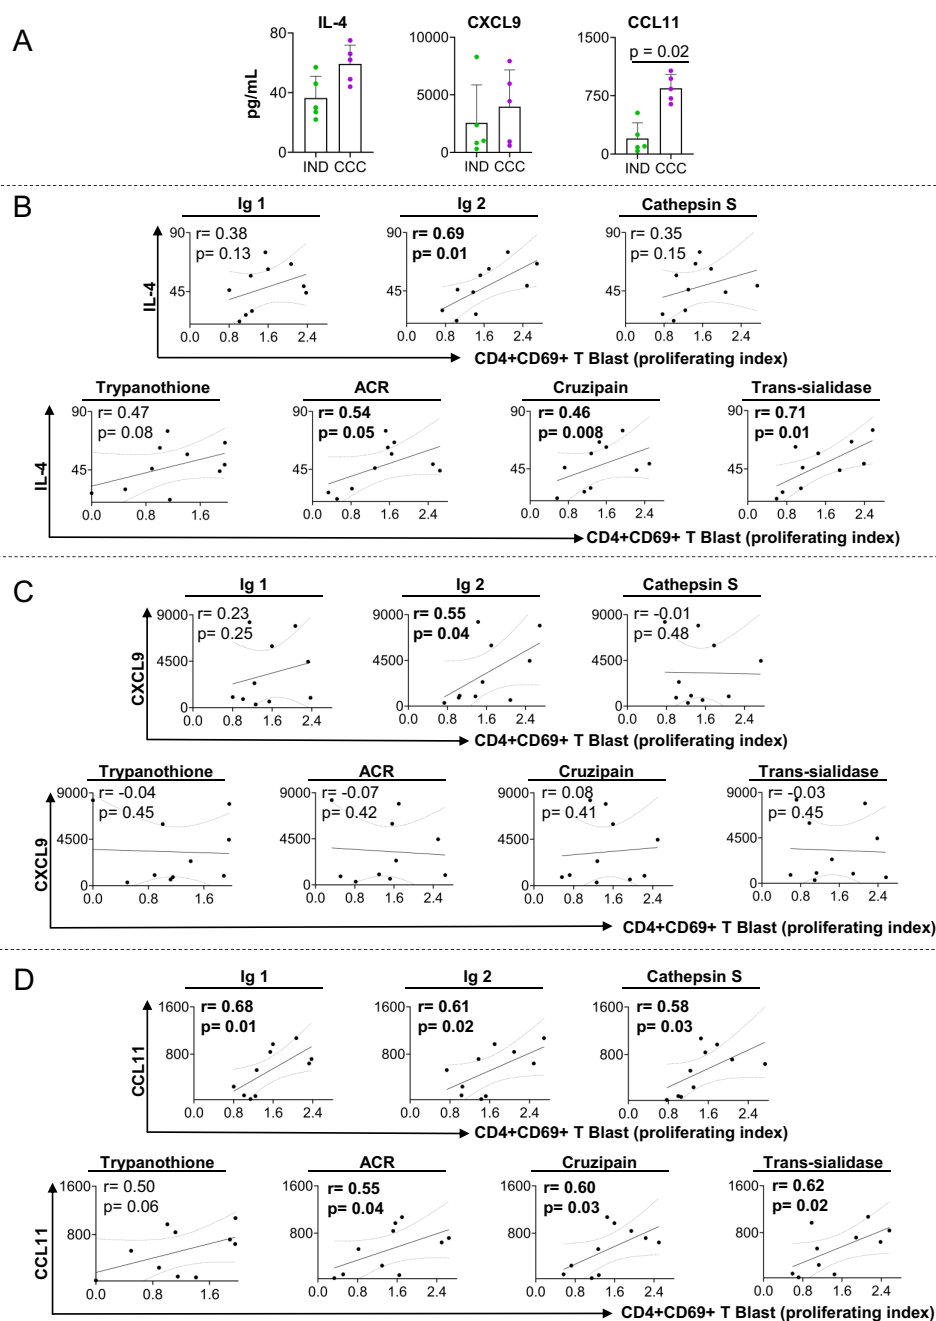 A
IL-4
CXCL9
CCL11
pg/mL
80
40
0
IND CCC
10000
5000
0
IND CCC
1500
750
0
p = 0.02
IND CCC
B
Ig 1
Ig 2
Cathepsin S
IL-4
90
45
r= 0.38
p= 0.13
0.0 0.8 1.6 2.4
90
45
r= 0.69
p= 0.01
0.0 0.8 1.6 2.4
90
45
r= 0.35
p= 0.15
0.0 0.8 1.6 2.4
CD4+CD69+ T Blast (proliferating index)
Trypanothione
ACR
Cruzipain
Trans-sialidase
IL-4
90
45
r= 0.47
p= 0.08
0.0 0.8 1.6
90
45
r= 0.54
p= 0.05
0.0 0.8 1.6 2.4
90
45
r= 0.46
p= 0.008
0.0 0.8 1.6 2.4
90
45
r= 0.71
p= 0.01
0.0 0.8 1.6 2.4
CD4+CD69+ T Blast (proliferating index)
C
Ig 1
Ig 2
Cathepsin S
CXCL9
9000
4500
0
r= 0.23
p= 0.25
0.0 0.8 1.6 2.4
9000
4500
0
r= 0.55
p= 0.04
0.0 0.8 1.6 2.4
9000
4500
0
r= -0.01
p= 0.48
0.0 0.8 1.6 2.4
CD4+CD69+ T Blast (proliferating index)
Trypanothione
ACR
Cruzipain
Trans-sialidase
CXCL9
9000
4500
0
r= -0.04
p= 0.45
0.0 0.8 1.6
9000
4500
0
r= -0.07
p= 0.42
0.0 0.8 1.6 2.4
9000
4500
0
r= 0.08
p= 0.41
0.0 0.8 1.6 2.4
9000
4500
0
r= -0.03
p= 0.45
0.0 0.8 1.6 2.4
CD4+CD69+ T Blast (proliferating index)
D
Ig 1
Ig 2
Cathepsin S
CCL11
1600
800
r= 0.68
p= 0.01
0.0 0.8 1.6 2.4
1600
800
r= 0.61
p= 0.02
0.0 0.8 1.6 2.4
1600
800
r= 0.58
p= 0.03
0.0 0.8 1.6 2.4
CD4+CD69+ T Blast (proliferating index)
Trypanothione
ACR
Cruzipain
Trans-sialidase
CCL11
1600
800
r= 0.50
p= 0.06
0.0 0.8 1.6
1600
800
r= 0.55
p= 0.04
0.0 0.8 1.6 2.4
1600
800
r= 0.60
p= 0.03
0.0 0.8 1.6 2.4
1600
800
r= 0.62
p= 0.02
0.0 0.8 1.6 2.4
CD4+CD69+ T Blast (proliferating index)